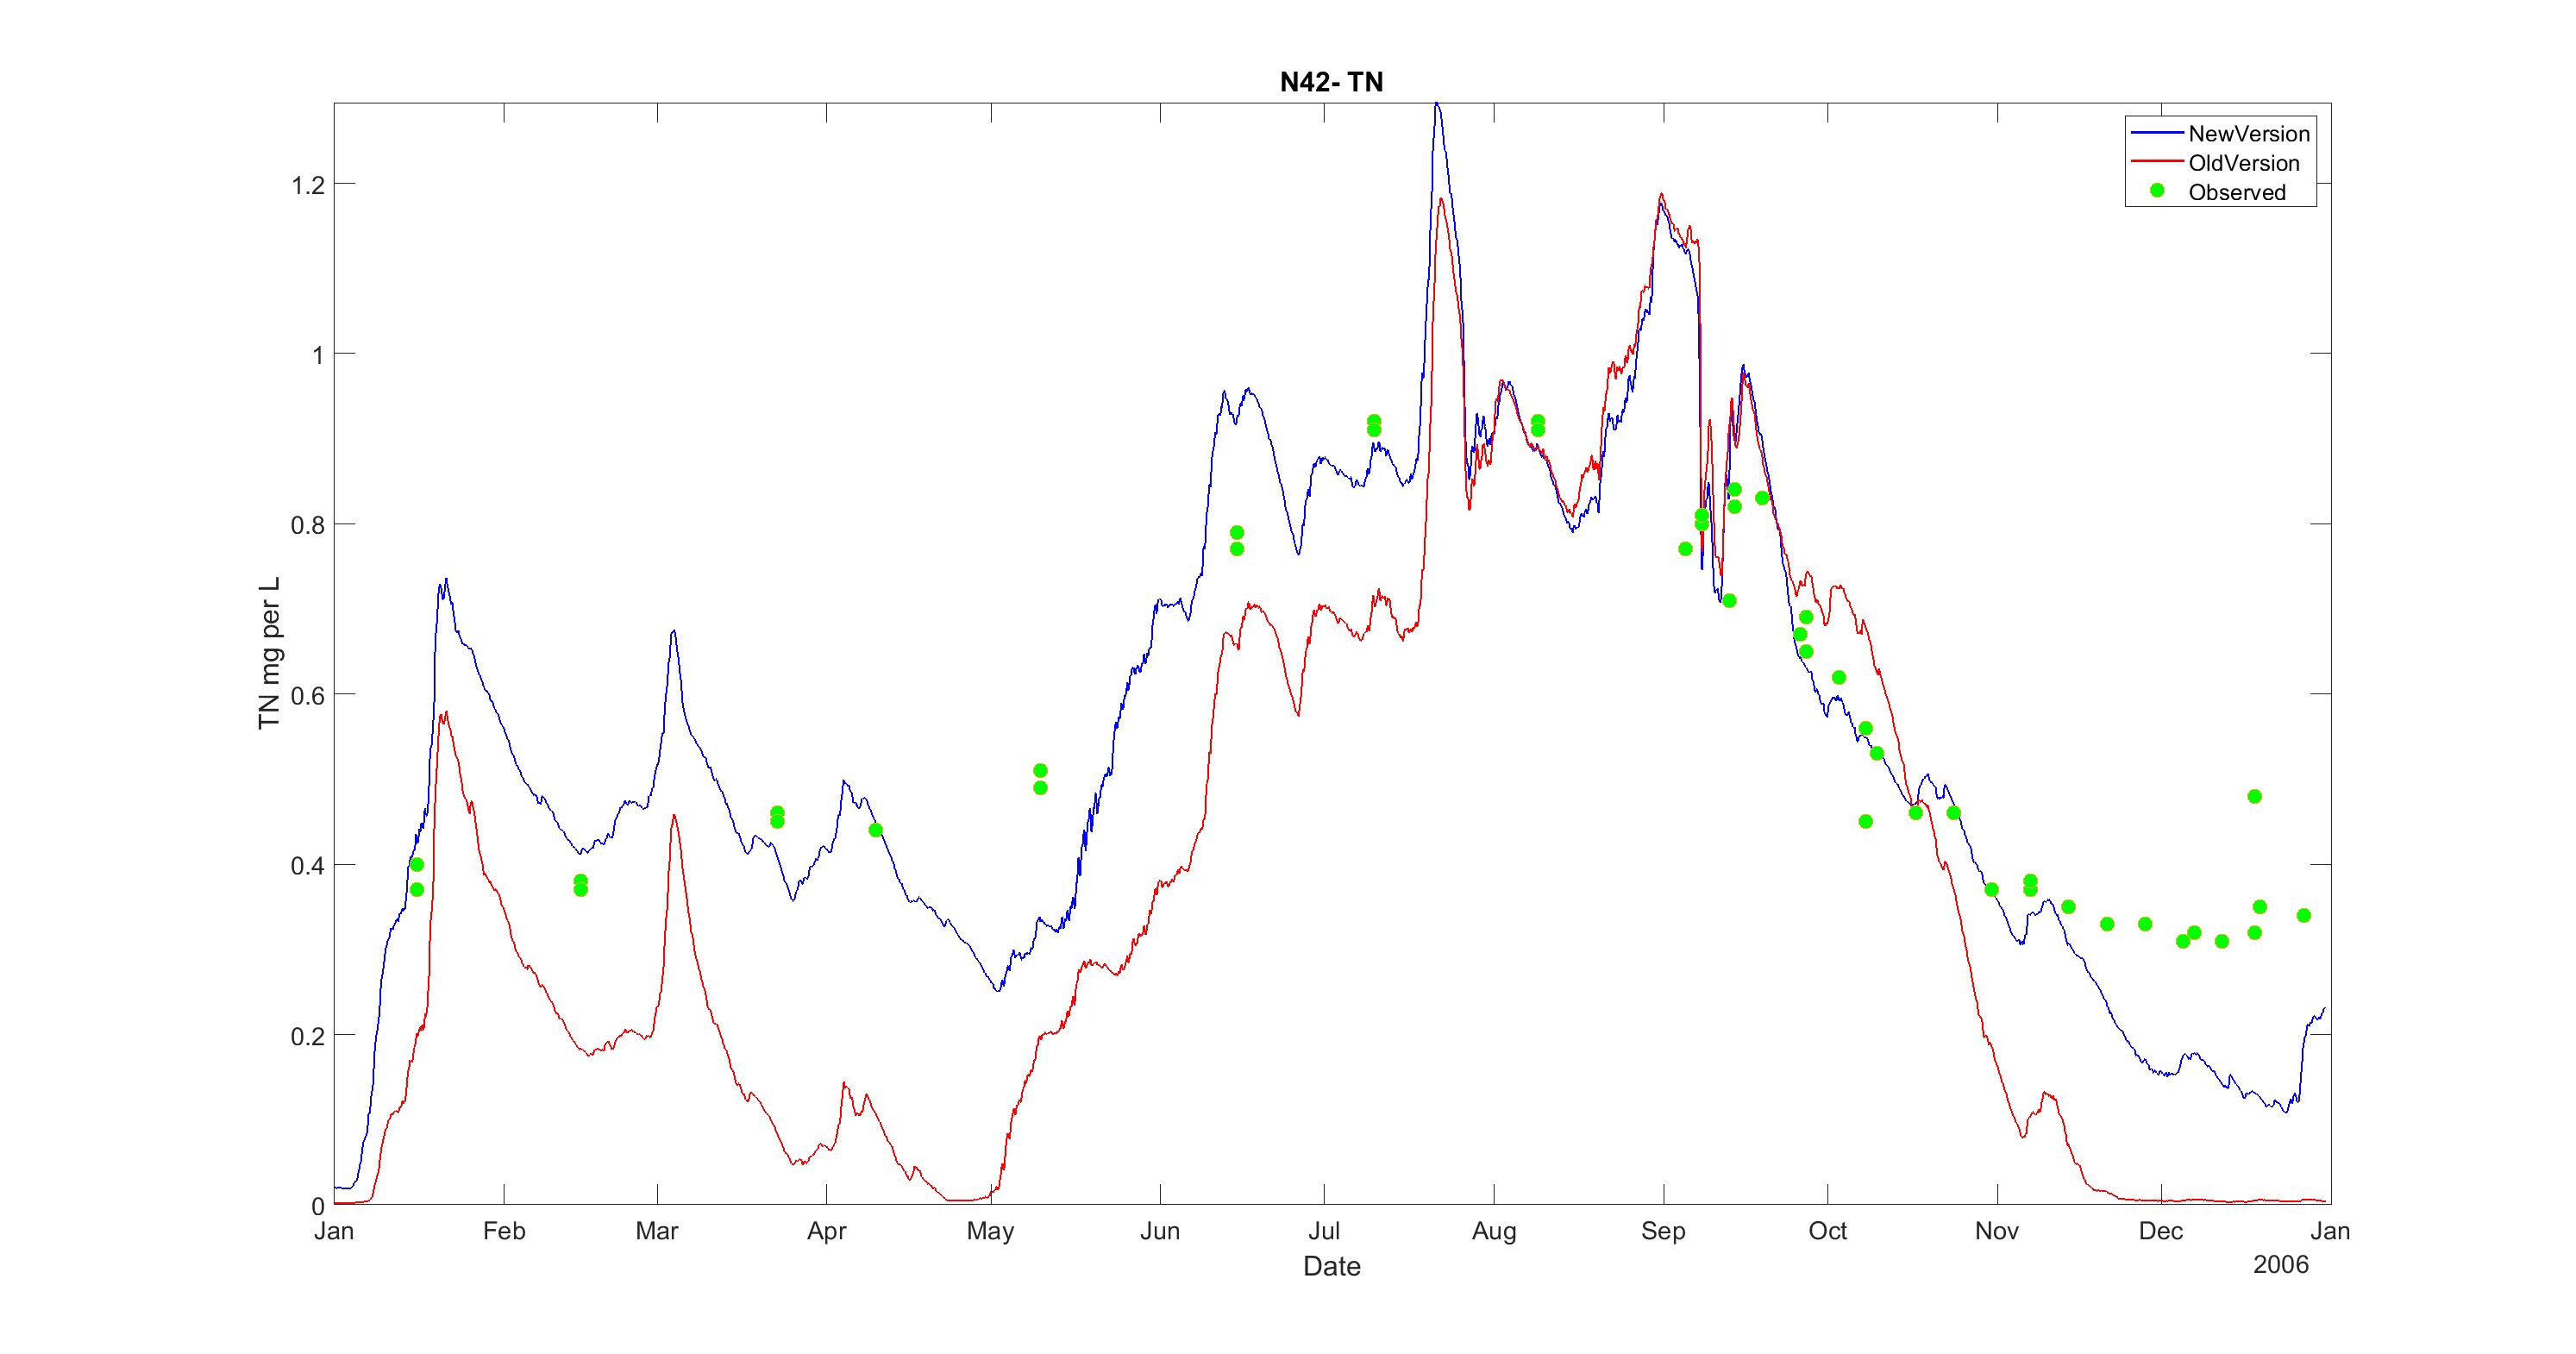 N42- TN
NewVersion
OldVersion
Observed
TN mg per L
1.2
1
0.8
0.6
0.4
0.2
0
Jan Feb Mar Apr May Jun Jul Aug Sep Oct Nov Dec Jan
Date
2006